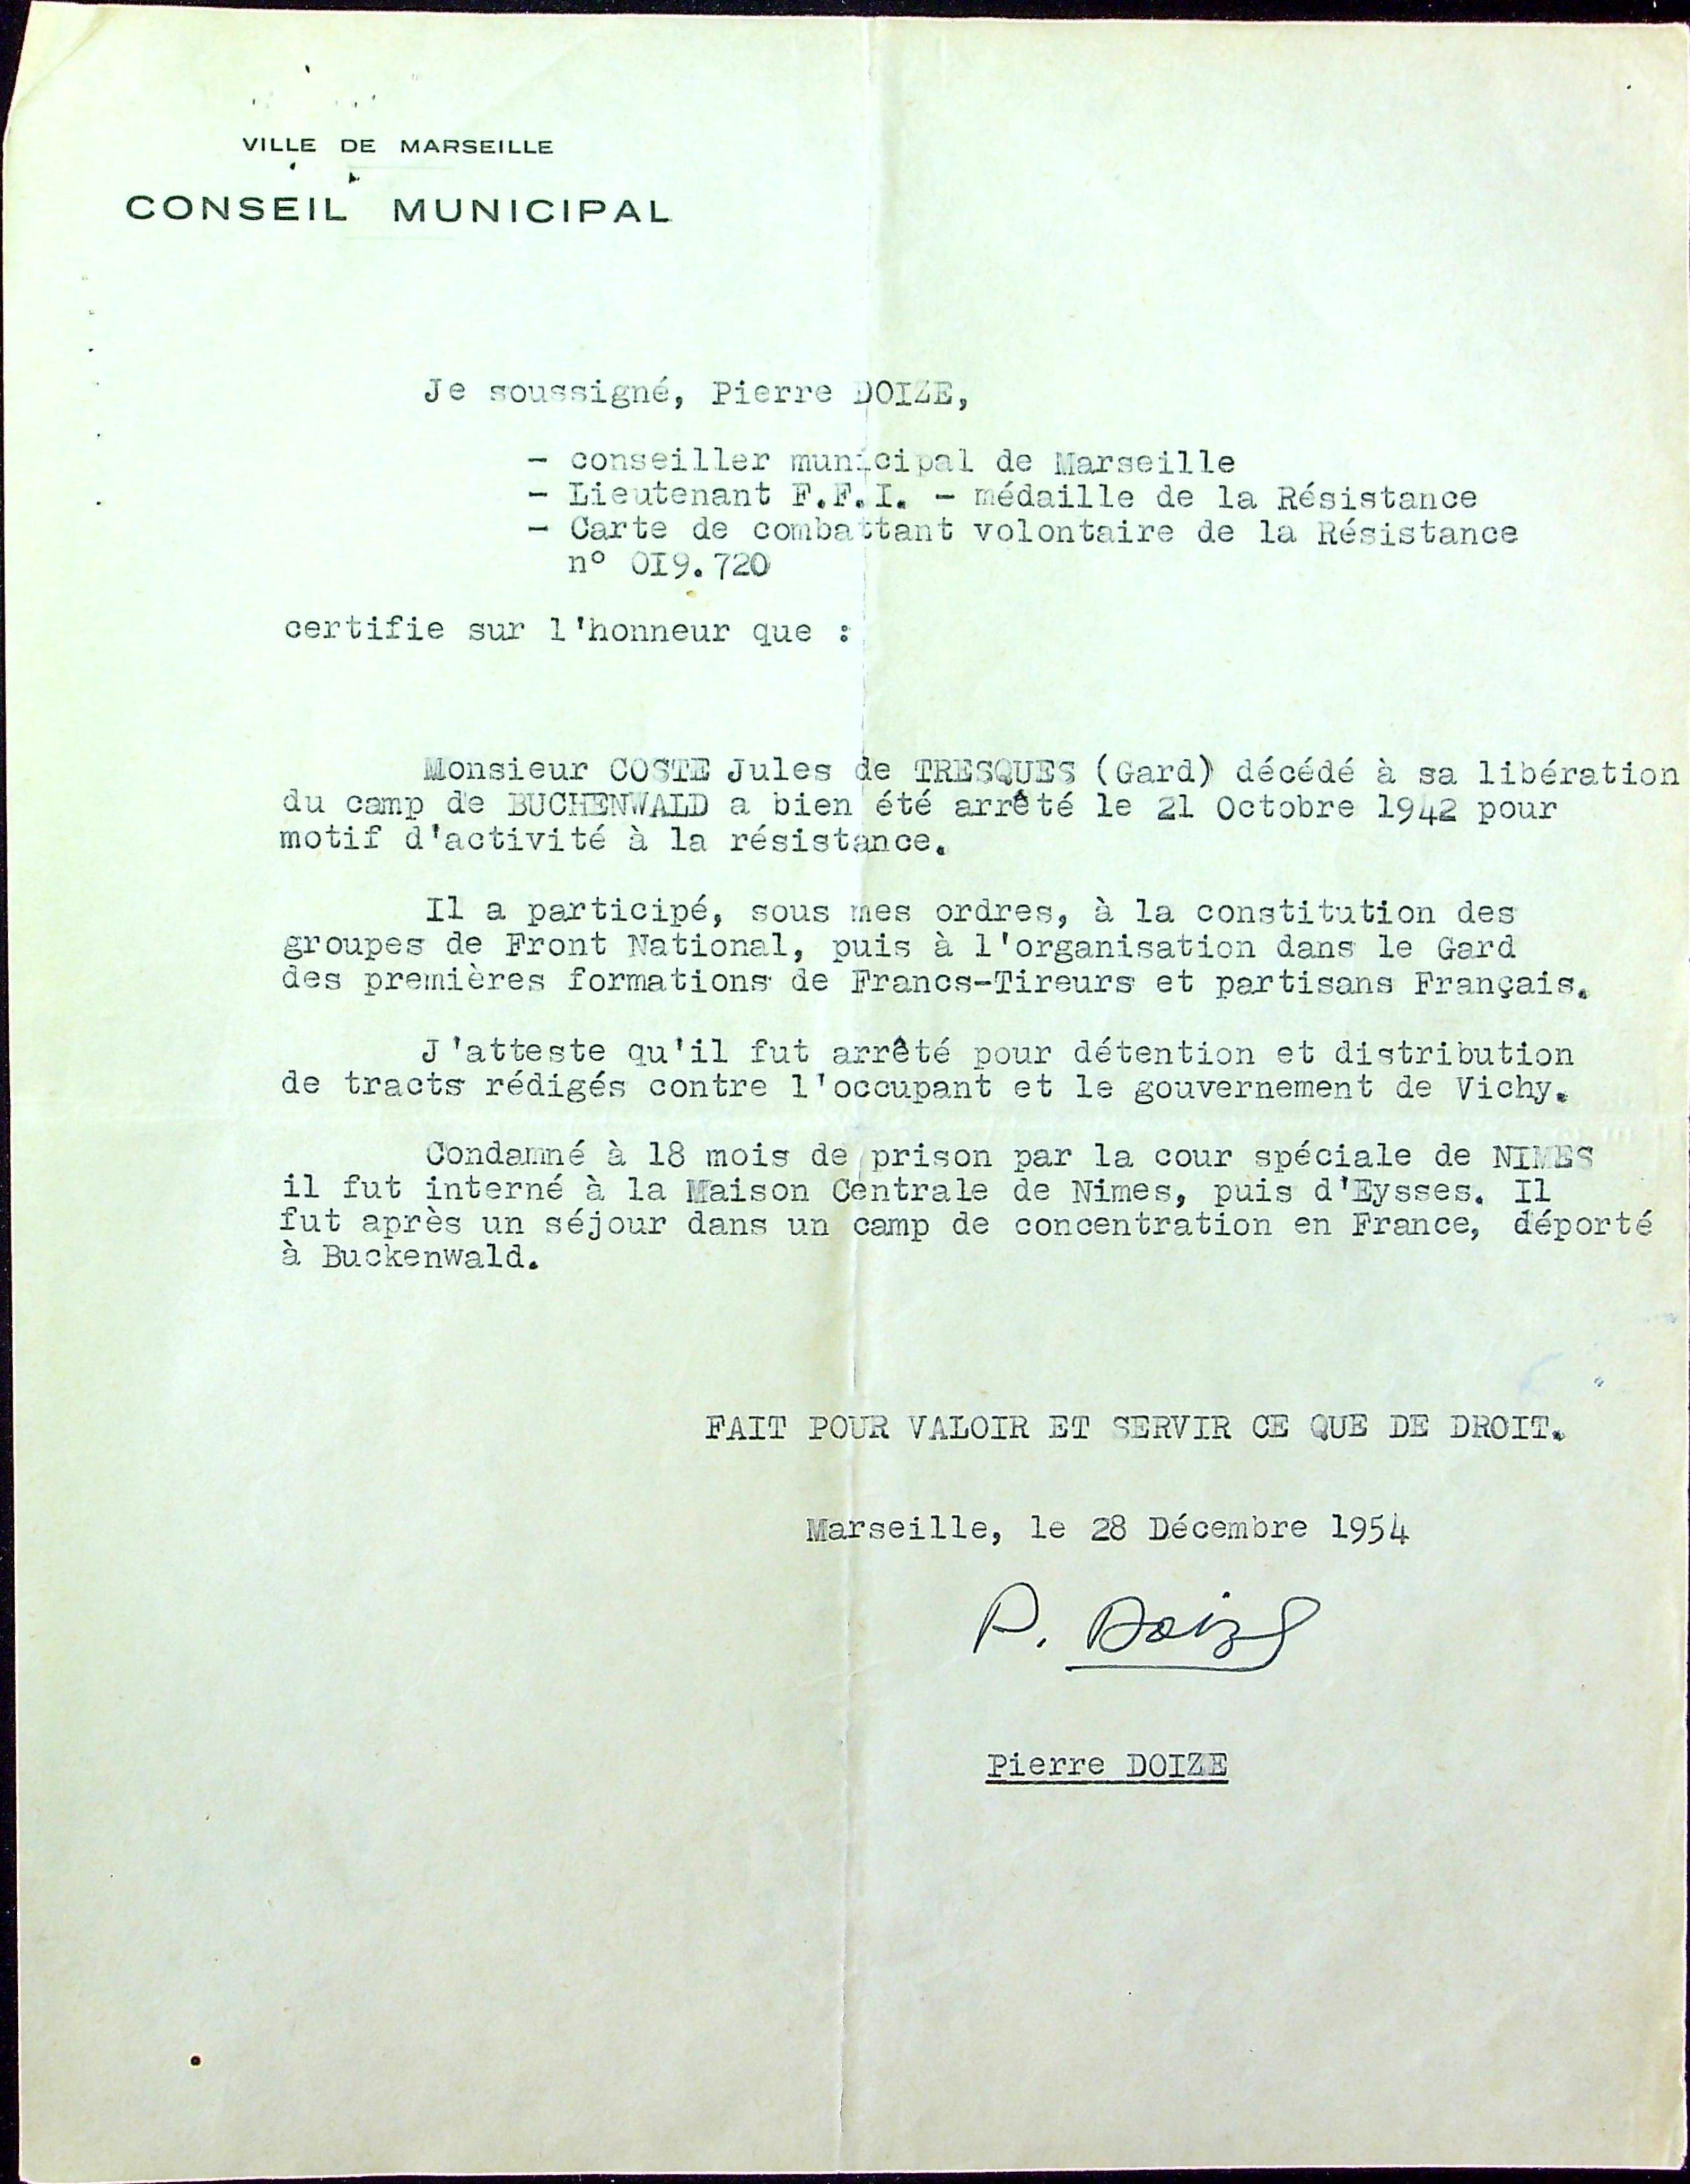 VILLE DE MARSEILLE
CONSEIL MUNICIPAL
Je soussigné, Pierre DOIZE,
- conseiller municipal de Marseille
- Lieutenant F.F.I. - médaille de la Résistance
- Carte de combattant volontaire de la Résistance
n° OI9.720
certifie sur l'honneur que :
Monsieur COSTE Jules de TRESQUES (Gard) décédé à sa libération
du camp de BUCHENWALD a bien été arrêté le 21 Octobre 1942 pour
motif d'activité à la résistance.
Il a participé, sous mes ordres, à la constitution des
groupes de Front National, puis à l'organisation dans le Gard
des premières formations de Francs-Tireurs et partisans Français.
J'atteste qu'il fut arrêté pour détention et distribution
de tracts rédigés contre l'occupant et le gouvernement de Vichy.
Condamné à 18 mois de prison par la cour spéciale de NIMES
il fut interné à la Maison Centrale de Nimes, puis d'Eysses. Il
fut après un séjour dans un camp de concentration en France, déporté
à Buckenwald.
FAIT POUR VALOIR ET SERVIR CE QUE DE DROIT.
Marseille, le 28 Décembre 1954
P. Doize
Pierre DOIZE